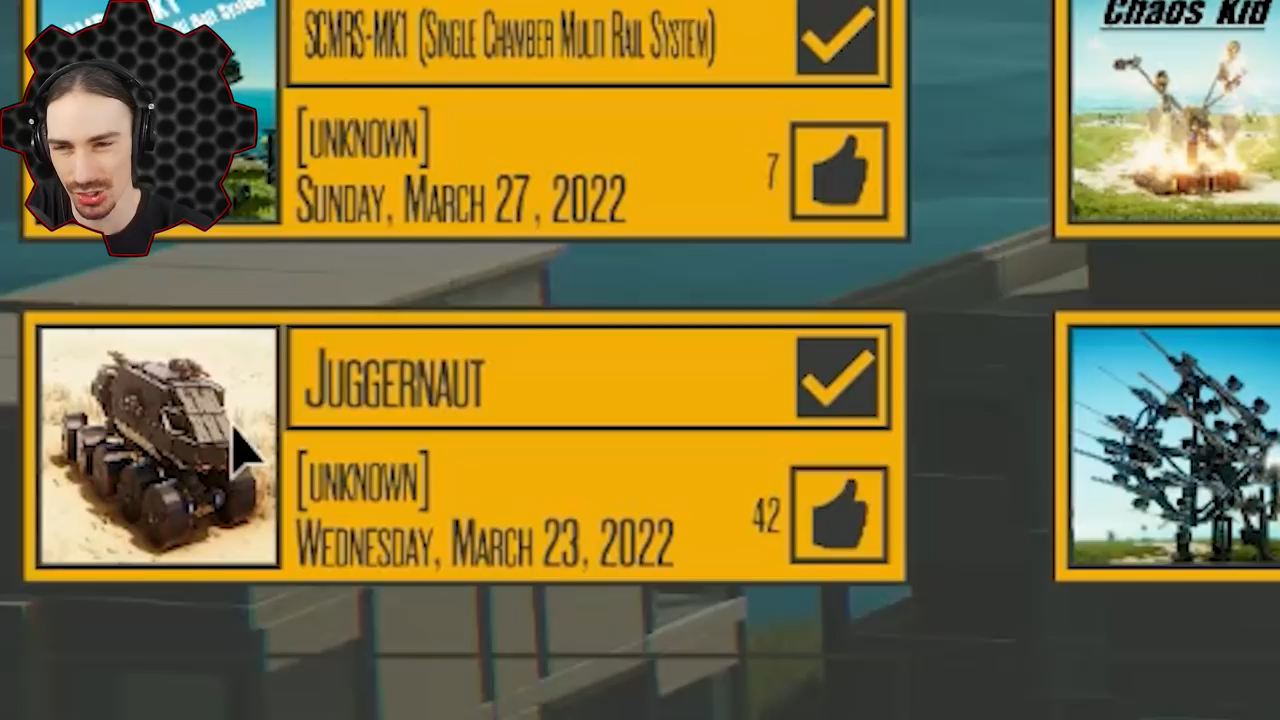 SCMRS-MK1 (Single Chamber Multi Rail System)
[unknown]
Sunday, March 27, 2022
7
Chaos Kid
Juggernaut
[unknown]
Wednesday, March 23, 2022
42